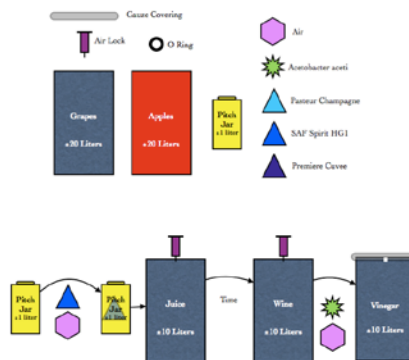 Gauze Covering
Air Lock
O Ring
Air
Acetobacter aceti
Pasteur Champagne
SAF Spirit HG1
Premiere Cuvee
Grapes
±20 Liters
Apples
±20 Liters
Pitch
Jar
±1 liter
Pitch
Jar
±1 liter
Pitch
Jar
±1 liter
Juice
±10 Liters
Time
Wine
±10 Liters
Vinegar
±10 Liters